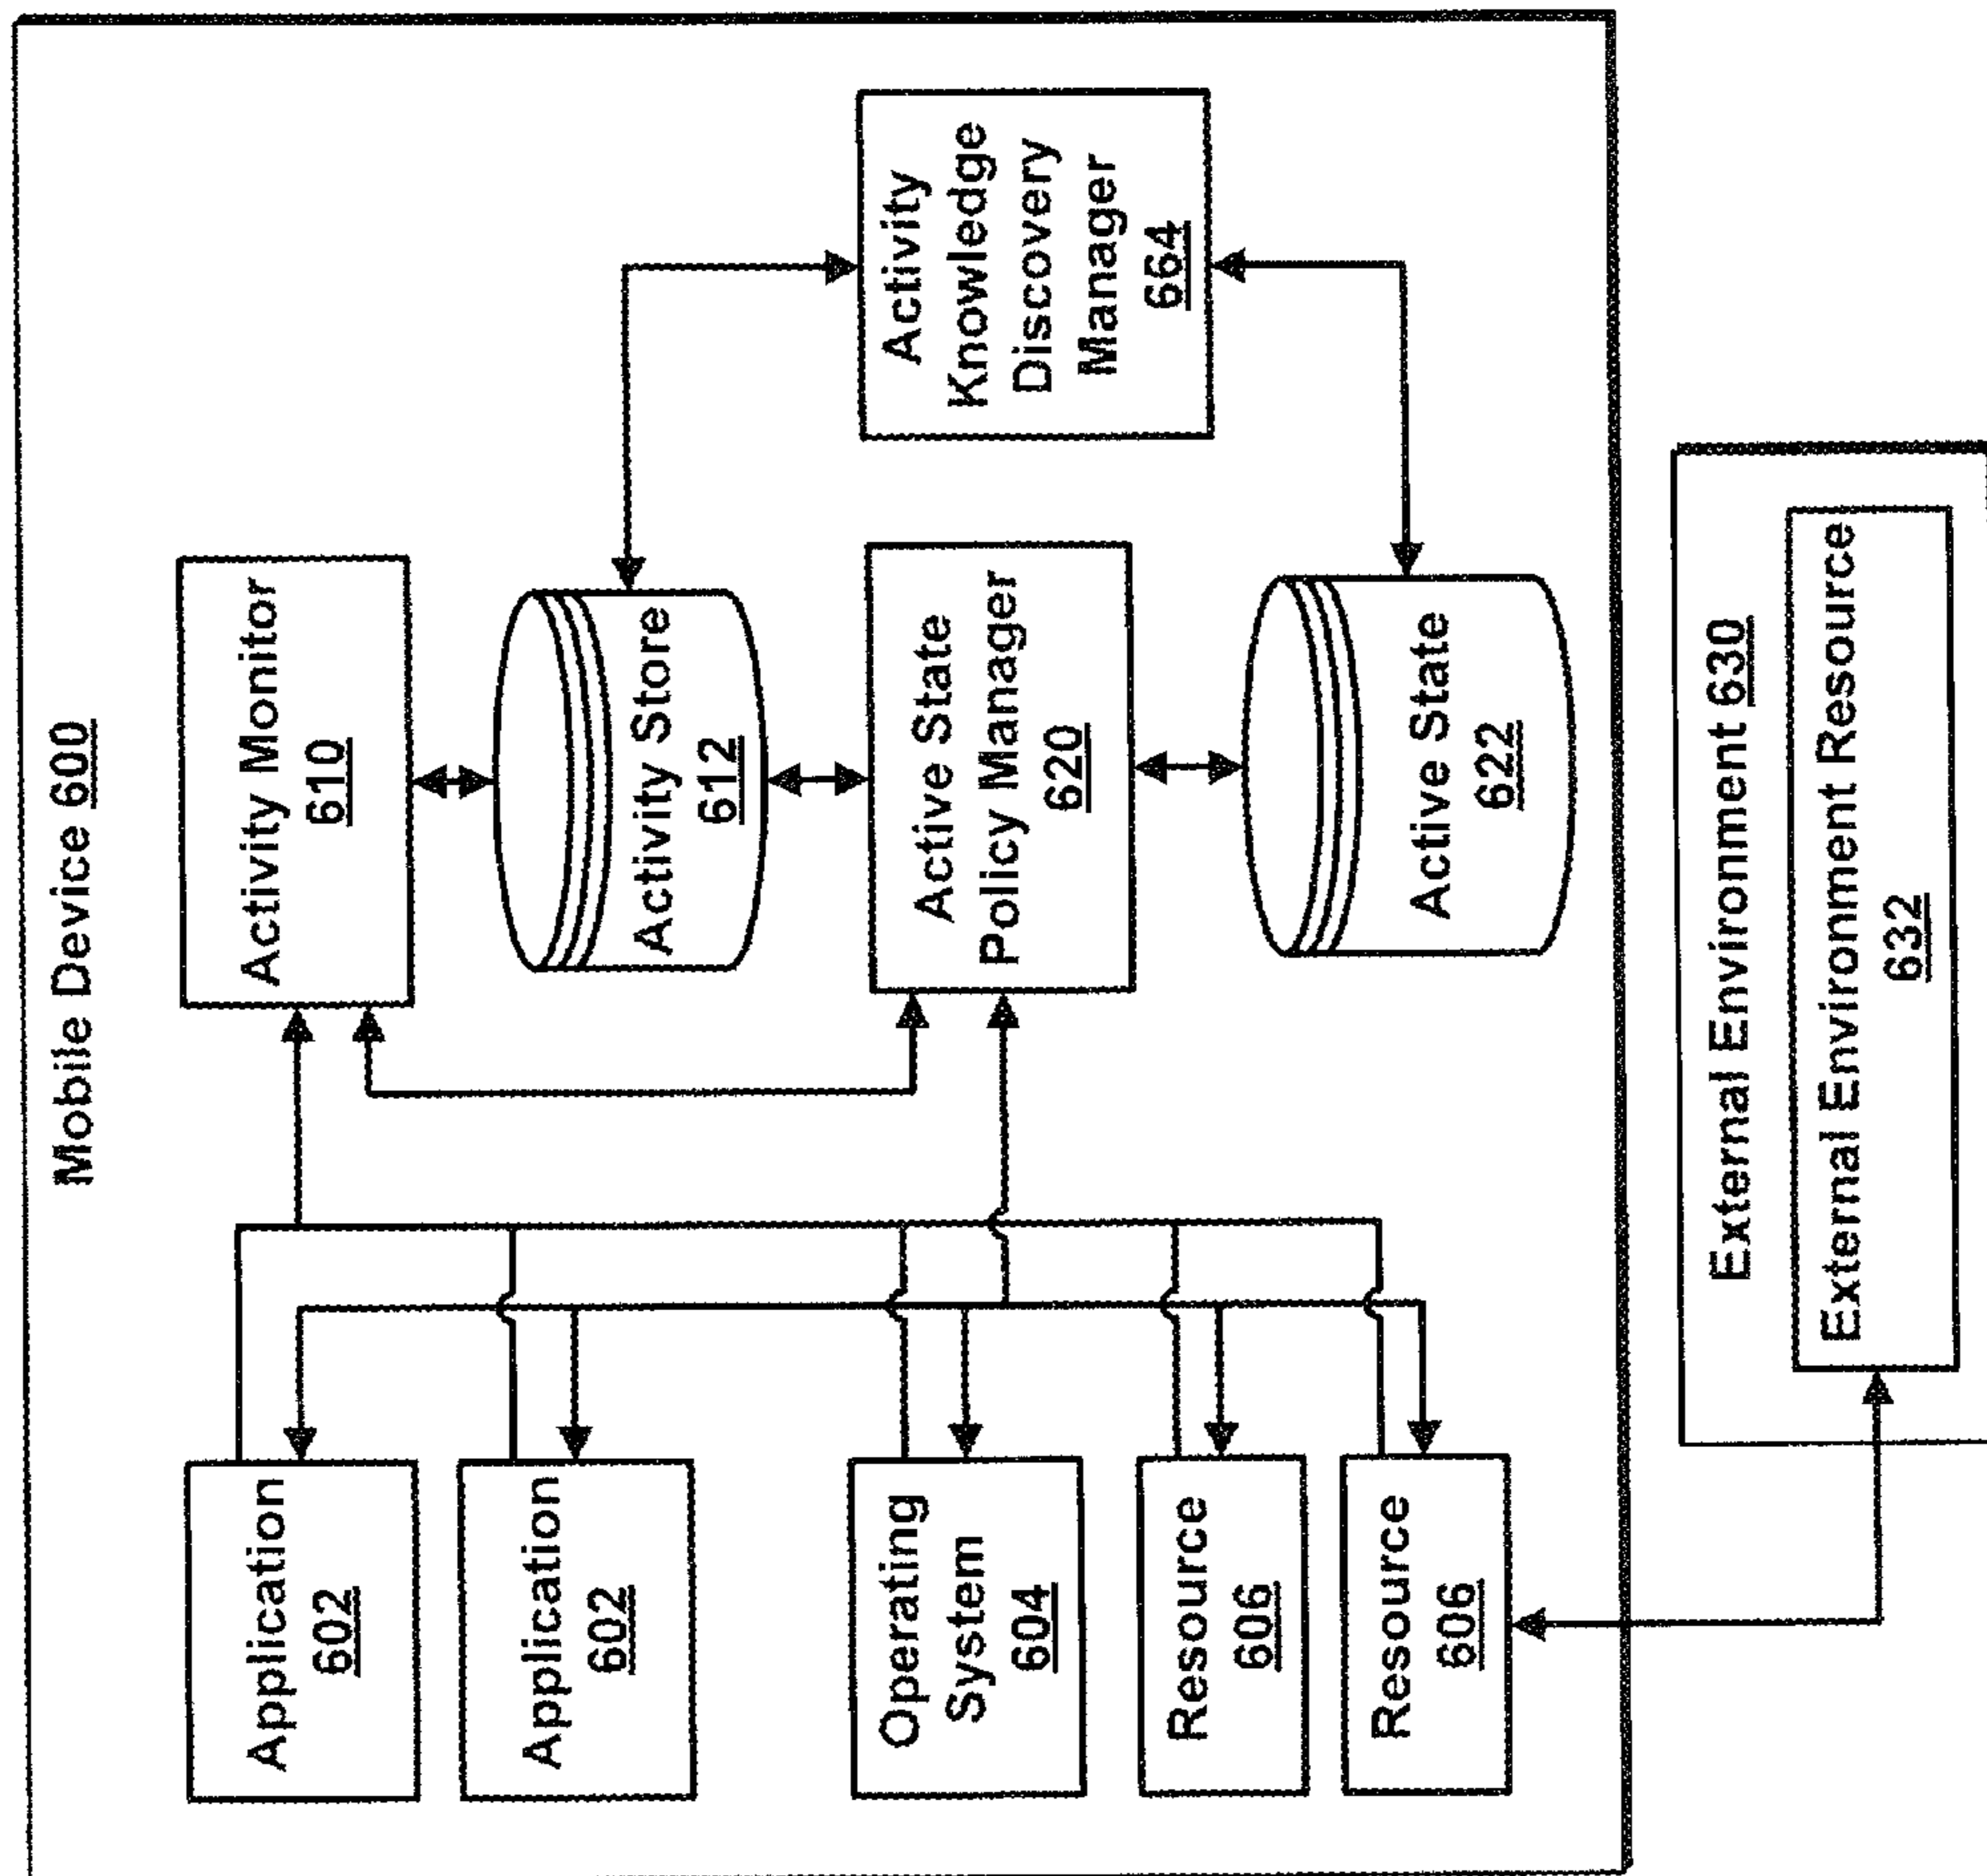 Mobile Device 600
Application
602
Application
602
Operating
System
604
Resource
606
Resource
606
Activity Monitor
610
Activity Store
612
Active State
Policy Manager
620
Active State
622
Activity
Knowledge
Discovery
Manager
664
External Environment 630
External Environment Resource
632